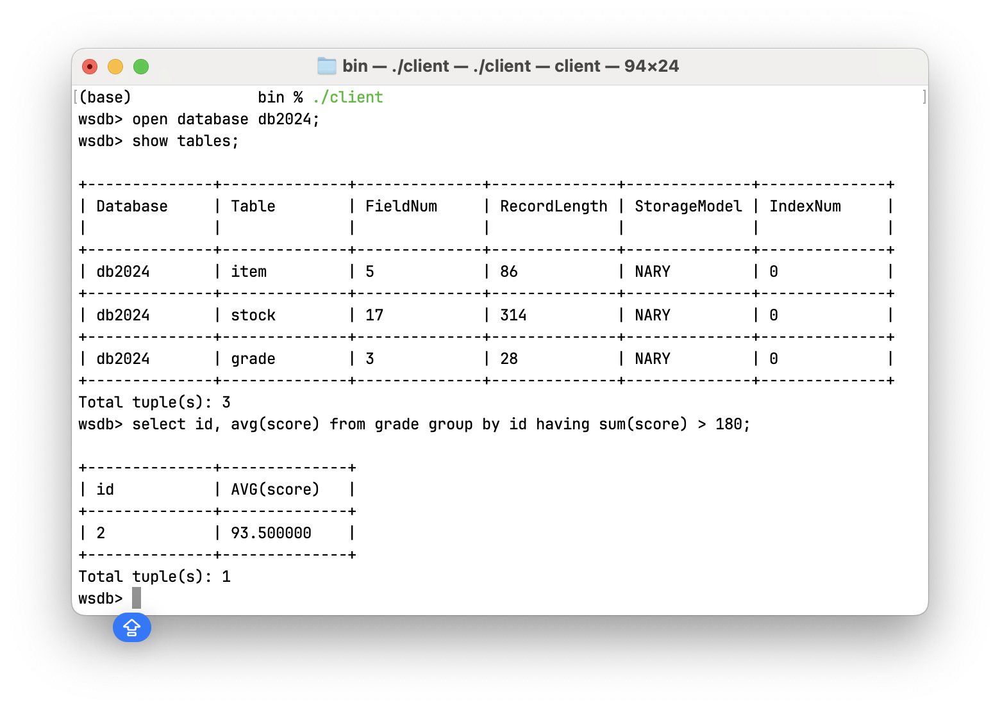 bin — ./client — ./client — client — 94×24
[(base)              bin % ./client                                                            ]
wsdb> open database db2024;
wsdb> show tables;

+--------------+--------------+--------------+--------------+--------------+--------------+
| Database     | Table        | FieldNum     | RecordLength | StorageModel | IndexNum     |
|              |              |              |              |              |              |
+--------------+--------------+--------------+--------------+--------------+--------------+
| db2024       | item         | 5            | 86           | NARY         | 0            |
+--------------+--------------+--------------+--------------+--------------+--------------+
| db2024       | stock        | 17           | 314          | NARY         | 0            |
+--------------+--------------+--------------+--------------+--------------+--------------+
| db2024       | grade        | 3            | 28           | NARY         | 0            |
+--------------+--------------+--------------+--------------+--------------+--------------+
Total tuple(s): 3
wsdb> select id, avg(score) from grade group by id having sum(score) > 180;

+--------------+--------------+
| id           | AVG(score)   |
+--------------+--------------+
| 2            | 93.500000    |
+--------------+--------------+
Total tuple(s): 1
wsdb>